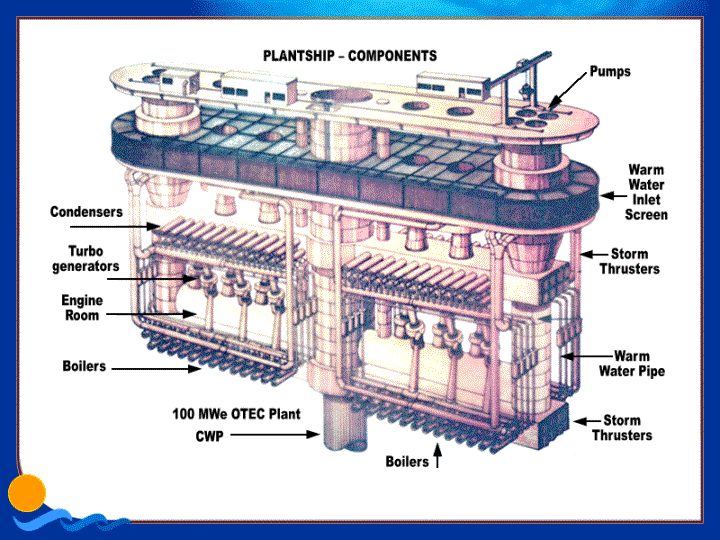 PLANTSHIP – COMPONENTS
Pumps
Warm
Water
Inlet
Screen
Condensers
Turbo
generators
Storm
Thrusters
Engine
Room
Warm
Water Pipe
Boilers
100 MWe OTEC Plant
CWP
Storm
Thrusters
Boilers